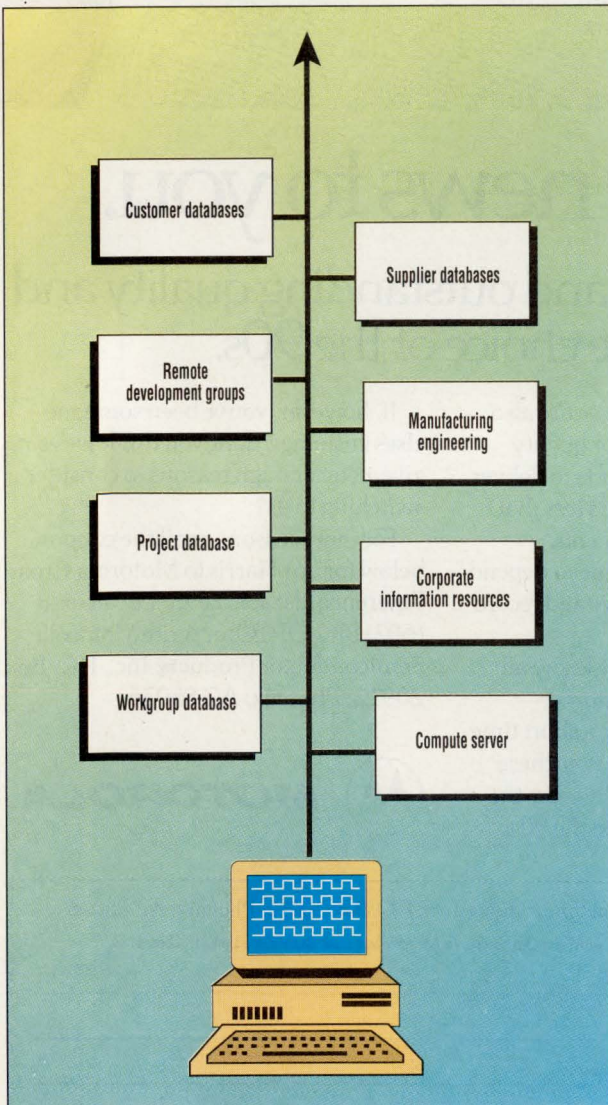 Customer databases
Supplier databases
Remote
development groups
Manufacturing
engineering
Project database
Corporate
information resources
Workgroup database
Compute server